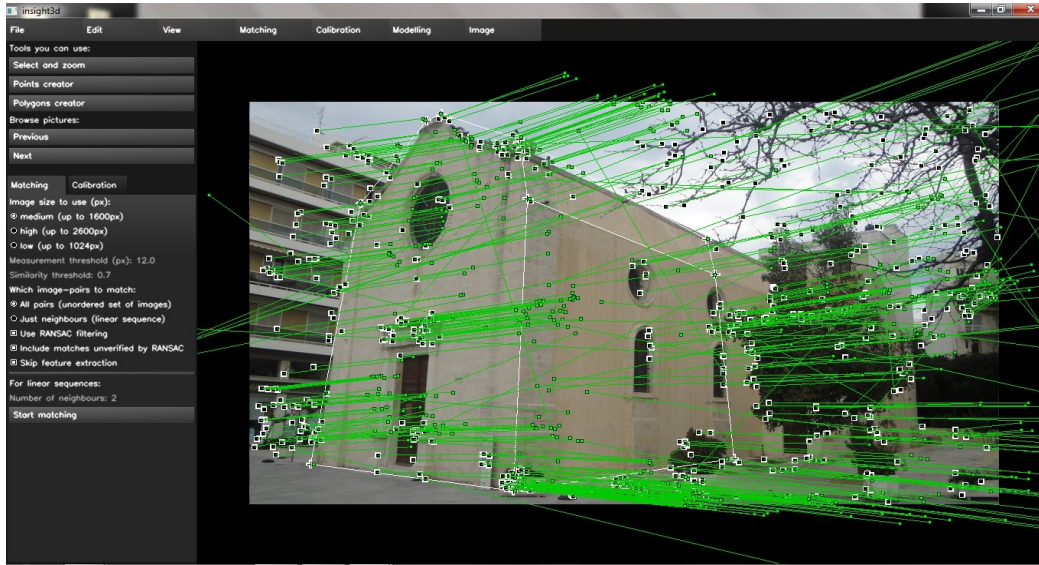 insight3d
File Edit View Matching Calibration Modelling Image
Tools you can use:
Select and zoom
Points creator
Polygons creator
Browse pictures:
Previous
Next
Matching Calibration
Image size to use (px):
medium (up to 1600px)
high (up to 2600px)
low (up to 1024px)
Measurement threshold (px): 12.0
Similarity threshold: 0.7
Which image-pairs to match:
All pairs (unordered set of images)
Just neighbours (linear sequence)
Use RANSAC filtering
Include matches unverified by RANSAC
Skip feature extraction
For linear sequences:
Number of neighbours: 2
Start matching